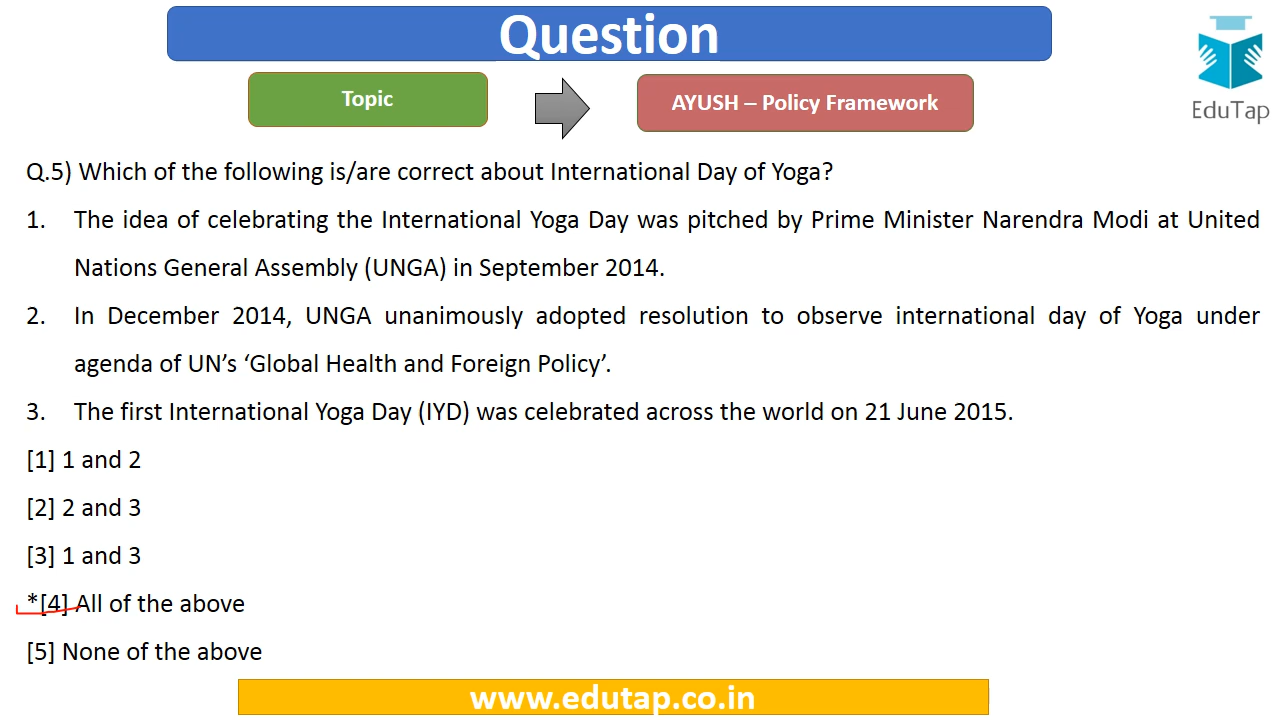 Question
Topic
AYUSH – Policy Framework
EduTap
Q.5) Which of the following is/are correct about International Day of Yoga?
1. The idea of celebrating the International Yoga Day was pitched by Prime Minister Narendra Modi at United
Nations General Assembly (UNGA) in September 2014.
2. In December 2014, UNGA unanimously adopted resolution to observe international day of Yoga under
agenda of UN’s ‘Global Health and Foreign Policy’.
3. The first International Yoga Day (IYD) was celebrated across the world on 21 June 2015.
[1] 1 and 2
[2] 2 and 3
[3] 1 and 3
*[4] All of the above
[5] None of the above
www.edutap.co.in